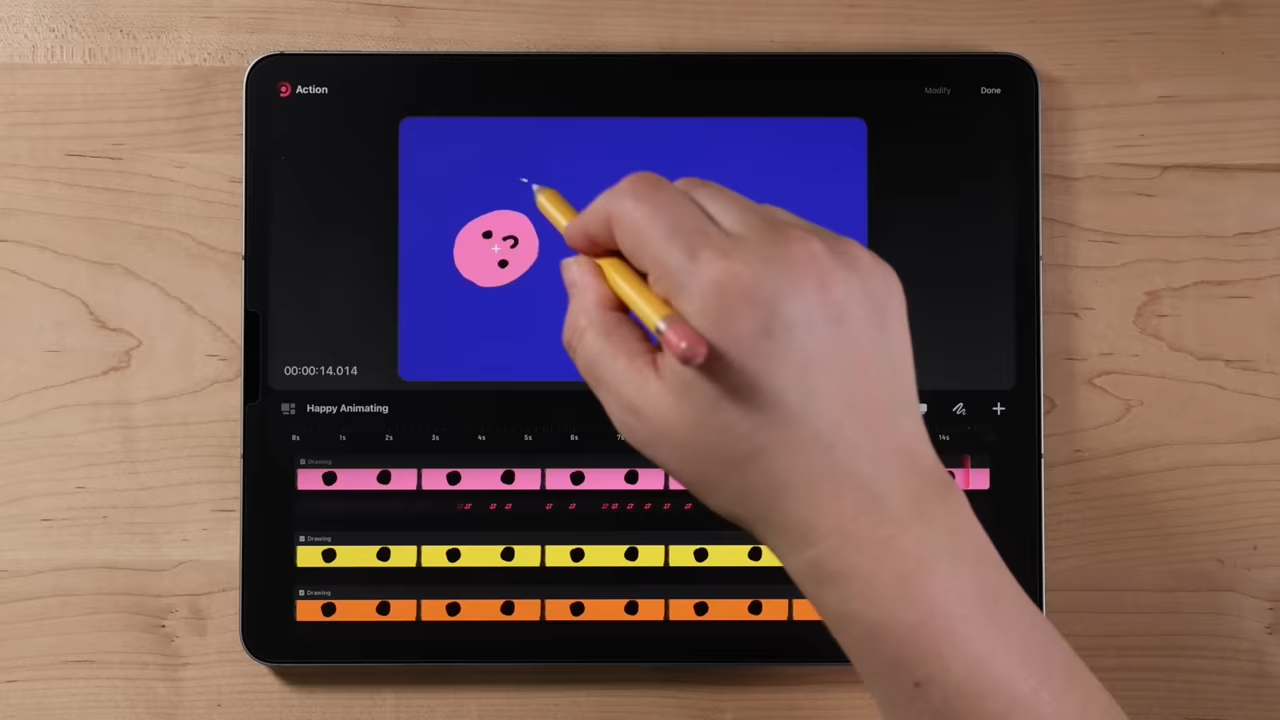 Action
Modify
Done
00:00:14.014
Happy Animating
0s 1s 2s 3s 4s 5s 6s 14s
Drawing
Drawing
Drawing